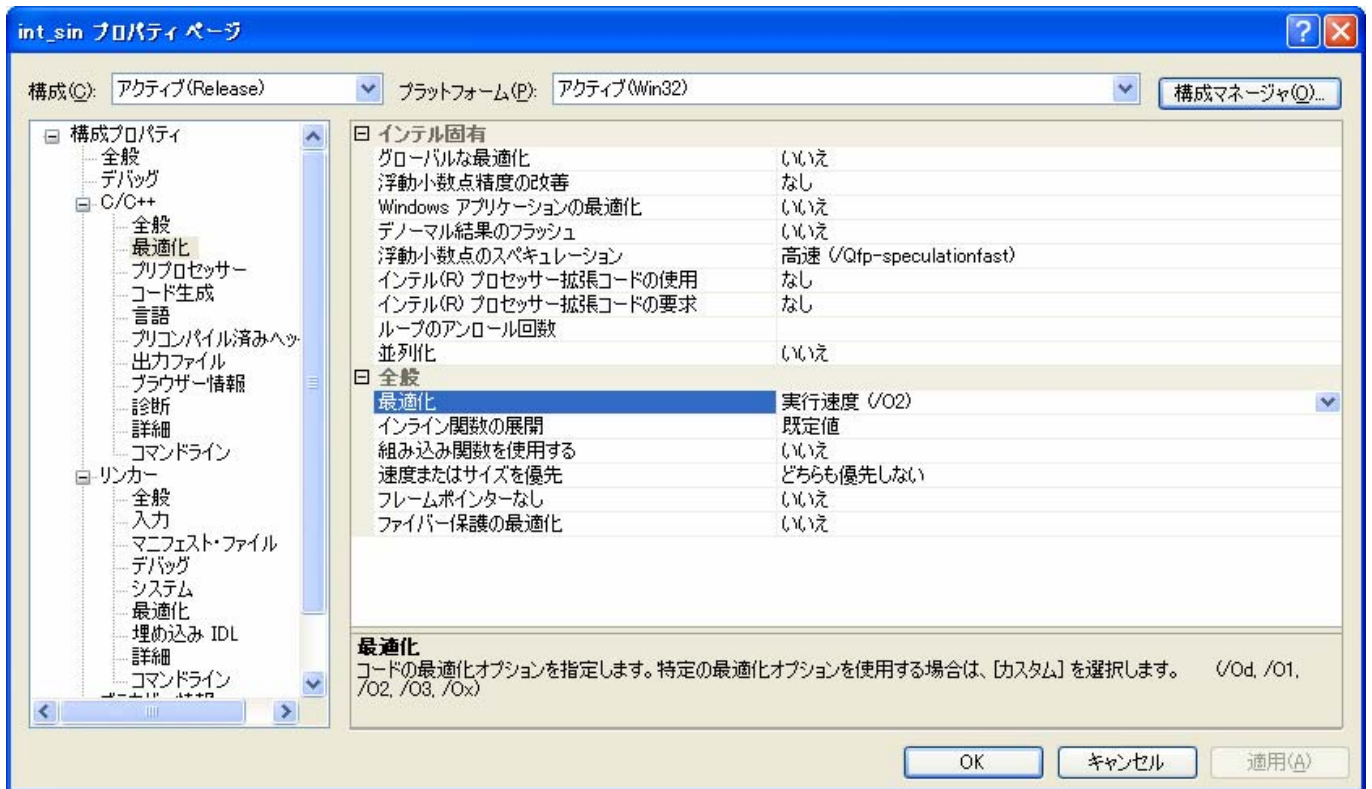 int_sin プロパティ ページ
構成(C): アクティブ(Release) プラットフォーム(P): アクティブ(Win32) 構成マネージャ(O)...
構成プロパティ
全般
デバッグ
C/C++
全般
最適化
プリプロセッサー
コード生成
言語
プリコンパイル済みヘッ
出力ファイル
ブラウザー情報
診断
詳細
コマンドライン
リンカー
全般
入力
マニフェスト・ファイル
デバッグ
システム
最適化
埋め込み IDL
詳細
コマンドライン
インテル固有
グローバルな最適化 いいえ
浮動小数点精度の改善 なし
Windows アプリケーションの最適化 いいえ
デノーマル結果のフラッシュ いいえ
浮動小数点のスペキュレーション 高速 (/Qfp-speculationfast)
インテル(R) プロセッサー拡張コードの使用 なし
インテル(R) プロセッサー拡張コードの要求 なし
ループのアンロール回数
並列化 いいえ
全般
最適化 実行速度 (/O2)
インライン関数の展開 既定値
組み込み関数を使用する いいえ
速度またはサイズを優先 どちらも優先しない
フレームポインターなし いいえ
ファイバー保護の最適化 いいえ
最適化
コードの最適化オプションを指定します。特定の最適化オプションを使用する場合は、[カスタム] を選択します。 (/Od, /O1,
/O2, /O3, /Ox)
OK キャンセル 適用(A)